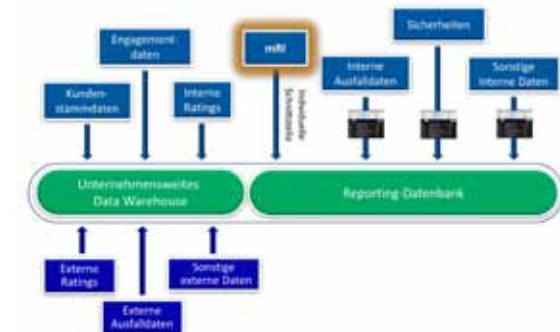 Engagement-
daten
mRI
Sicherheiten
Kunden-
stammdaten
Interne
Ratings
Individuelle
Schnittstelle
Interne
Ausfalldaten
Sonstige
interne Daten
Unternehmensweites
Data Warehouse
Reporting-Datenbank
Externe
Ratings
Externe
Ausfalldaten
Sonstige
externe Daten